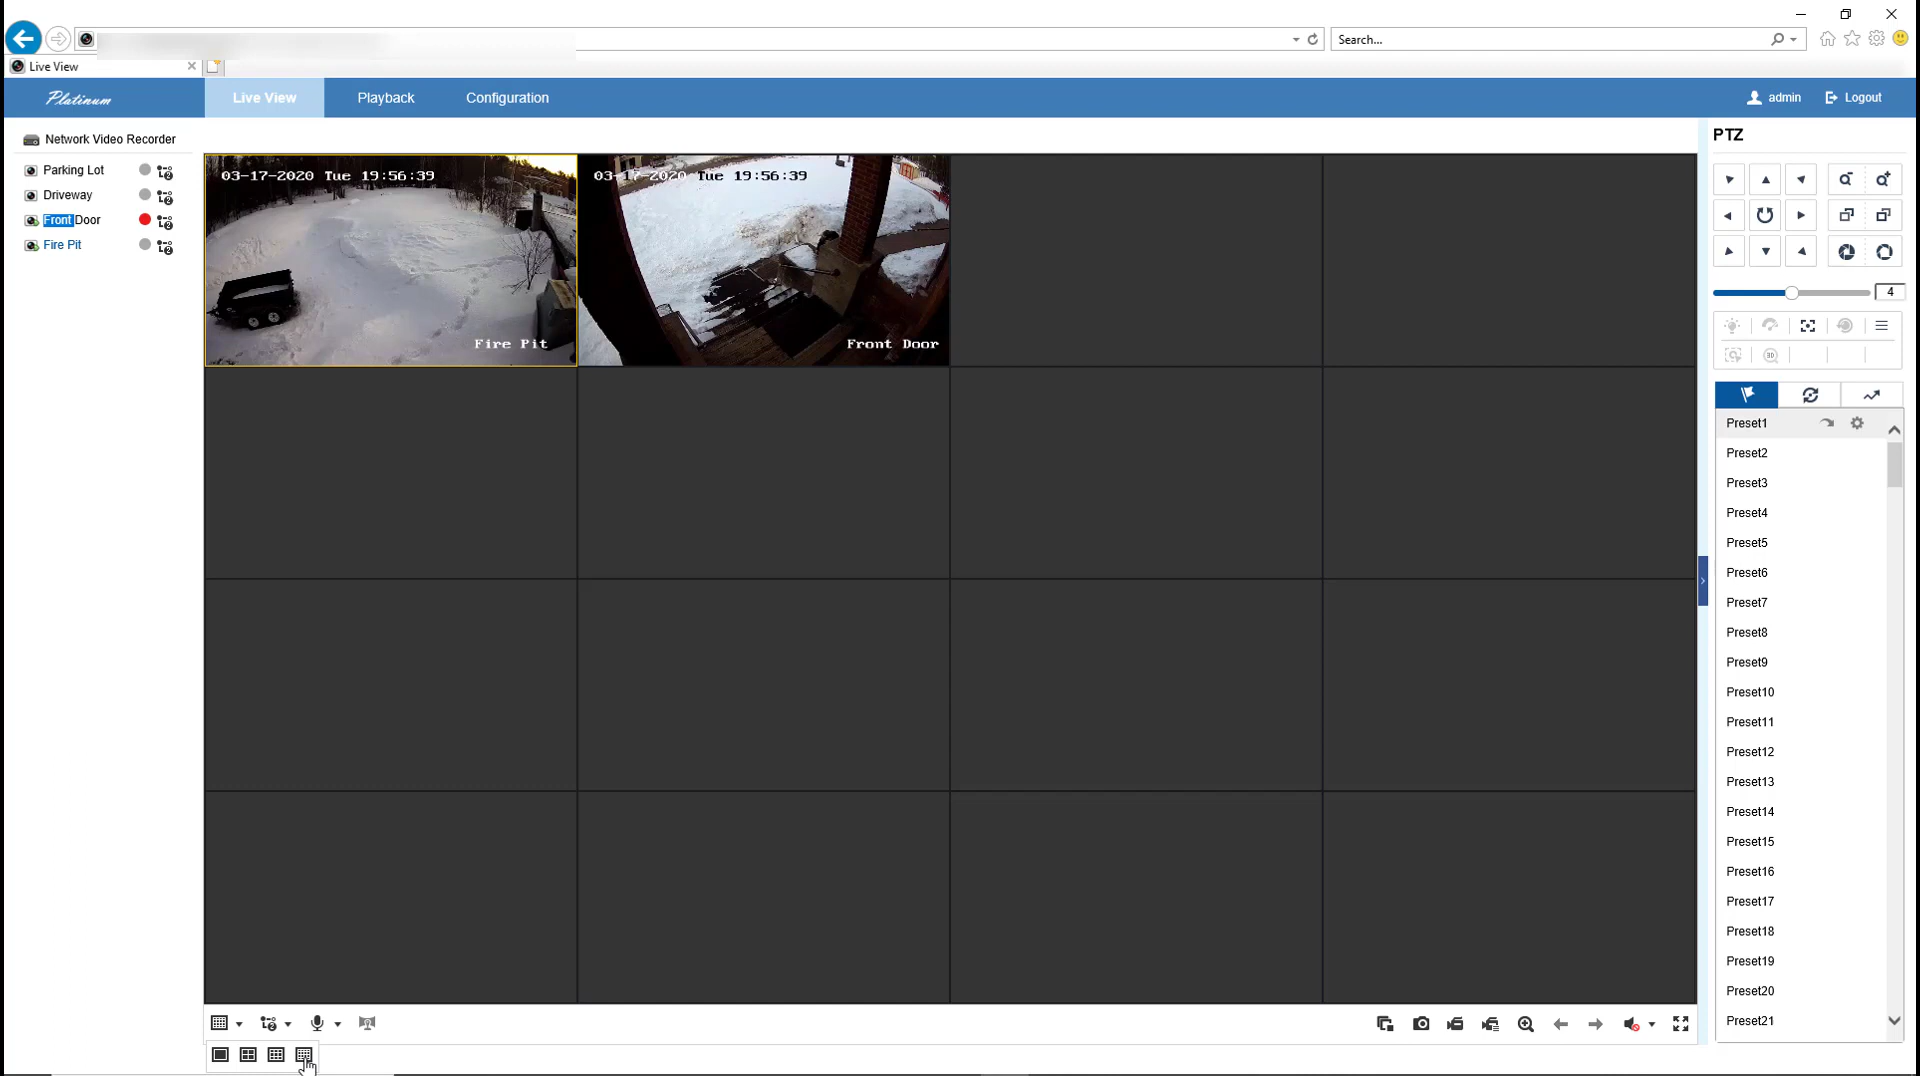 Search...
Live View
Platinum
Live View
Playback
Configuration
admin
Logout
Network Video Recorder
Parking Lot
Driveway
Front Door
Fire Pit
03-17-2020 Tue 19:56:39
Fire Pit
03-17-2020 Tue 19:56:39
Front Door
PTZ
4
3D
Preset1
Preset2
Preset3
Preset4
Preset5
Preset6
Preset7
Preset8
Preset9
Preset10
Preset11
Preset12
Preset13
Preset14
Preset15
Preset16
Preset17
Preset18
Preset19
Preset20
Preset21